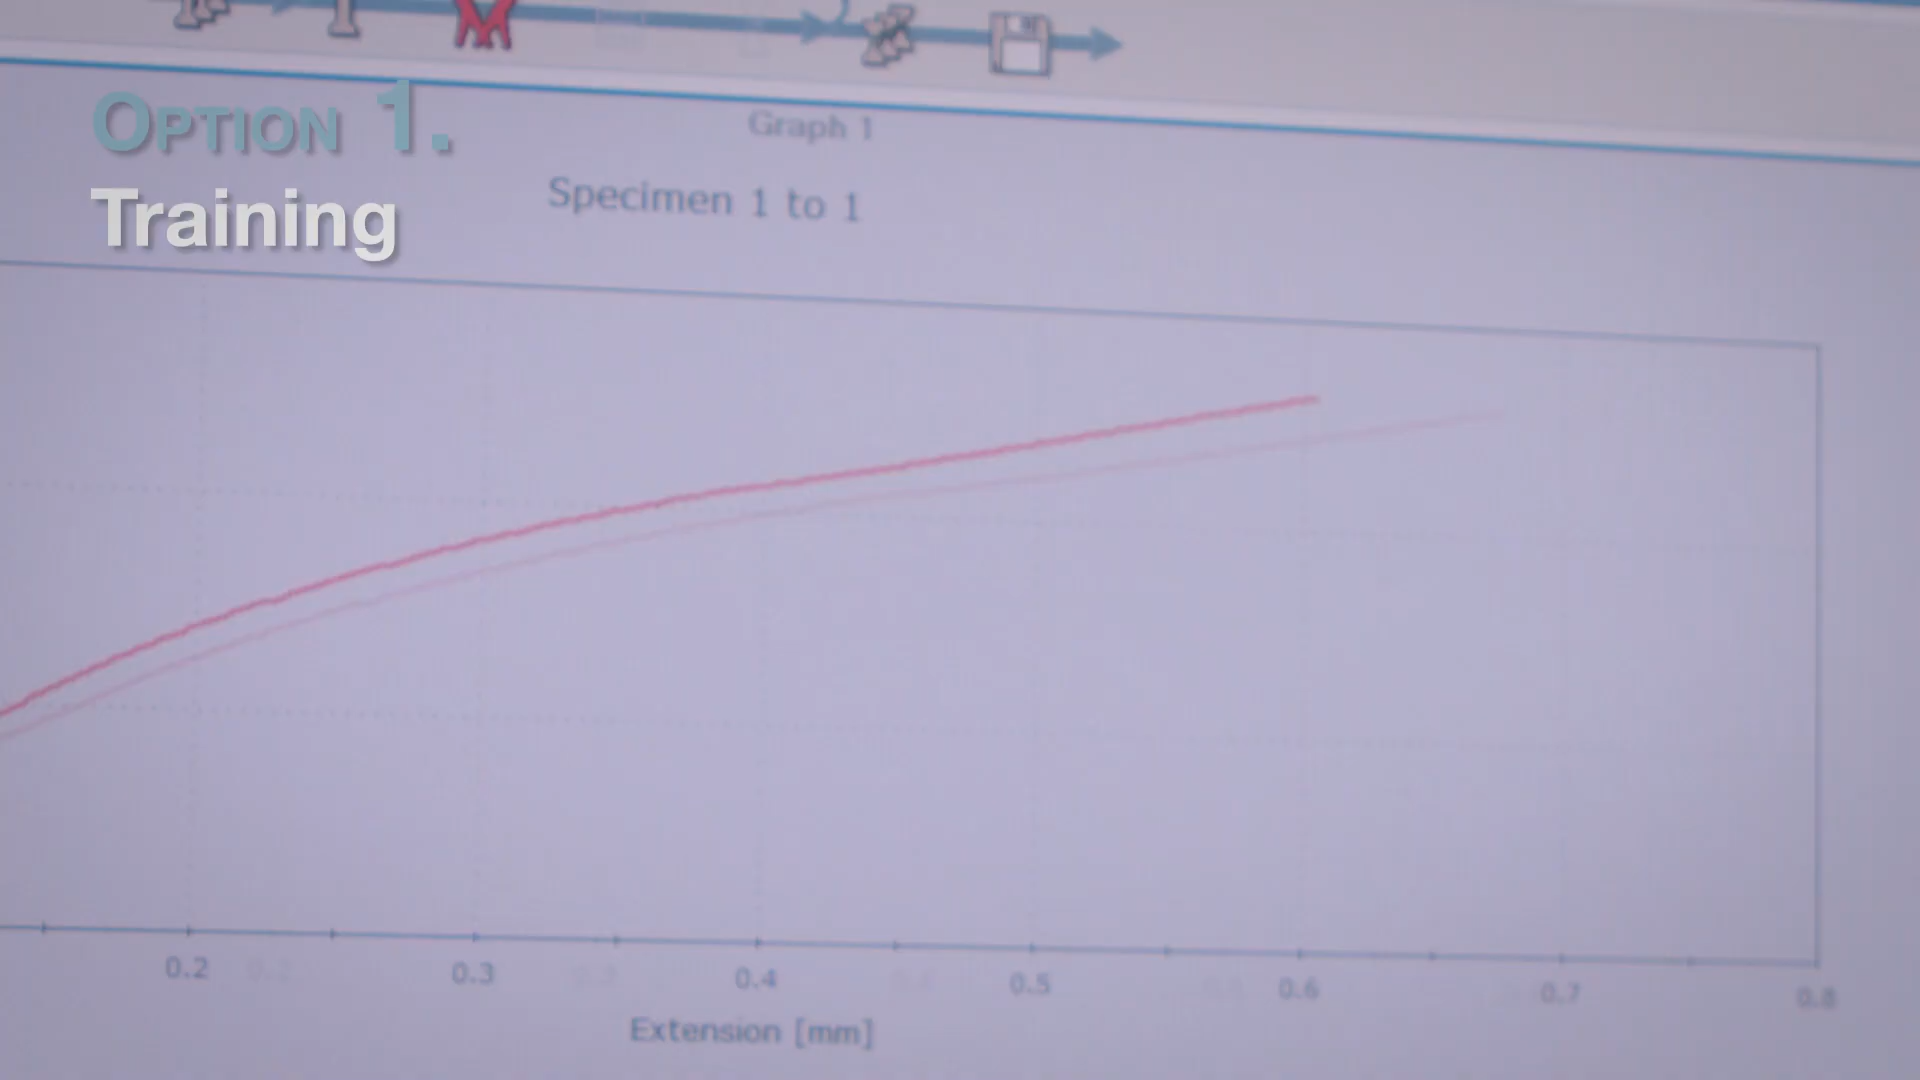 OPTION 1.
Training
Graph 1
Specimen 1 to 1
0.2 0.3 0.4 0.5 0.6 0.7 0.8
Extension [mm]